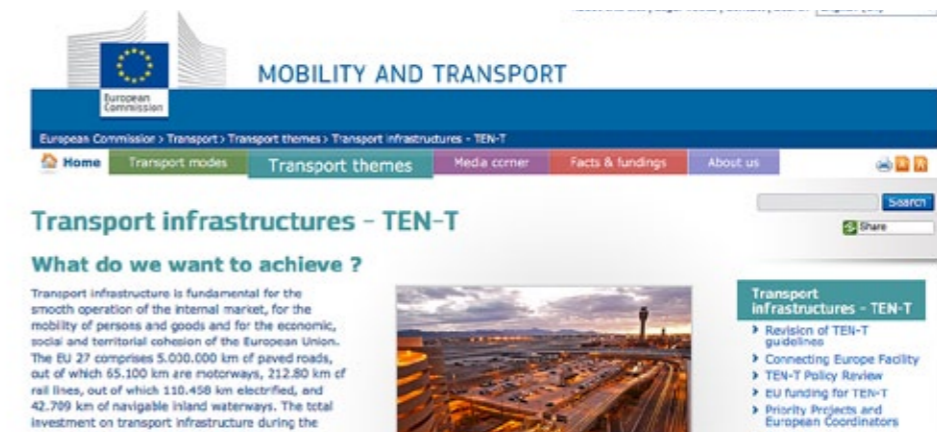 European
Commission
MOBILITY AND TRANSPORT
European Commission > Transport > Transport themes > Transport infrastructures - TEN-T
Home
Transport modes
Transport themes
Media corner
Facts & fundings
About us
Search
Share
Transport infrastructures - TEN-T
What do we want to achieve ?
Transport infrastructure is fundamental for the
smooth operation of the internal market, for the
mobility of persons and goods and for the economic,
social and territorial cohesion of the European Union.
The EU 27 comprises 5.000.000 km of paved roads,
out of which 65.100 km are motorways, 212.80 km of
rail lines, out of which 110.458 km electrified, and
42.709 km of navigable inland waterways. The total
investment on transport infrastructure during the
Transport
infrastructures - TEN-T
Revision of TEN-T
guidelines
Connecting Europe Facility
TEN-T Policy Review
EU funding for TEN-T
Priority Projects and
European Coordinators